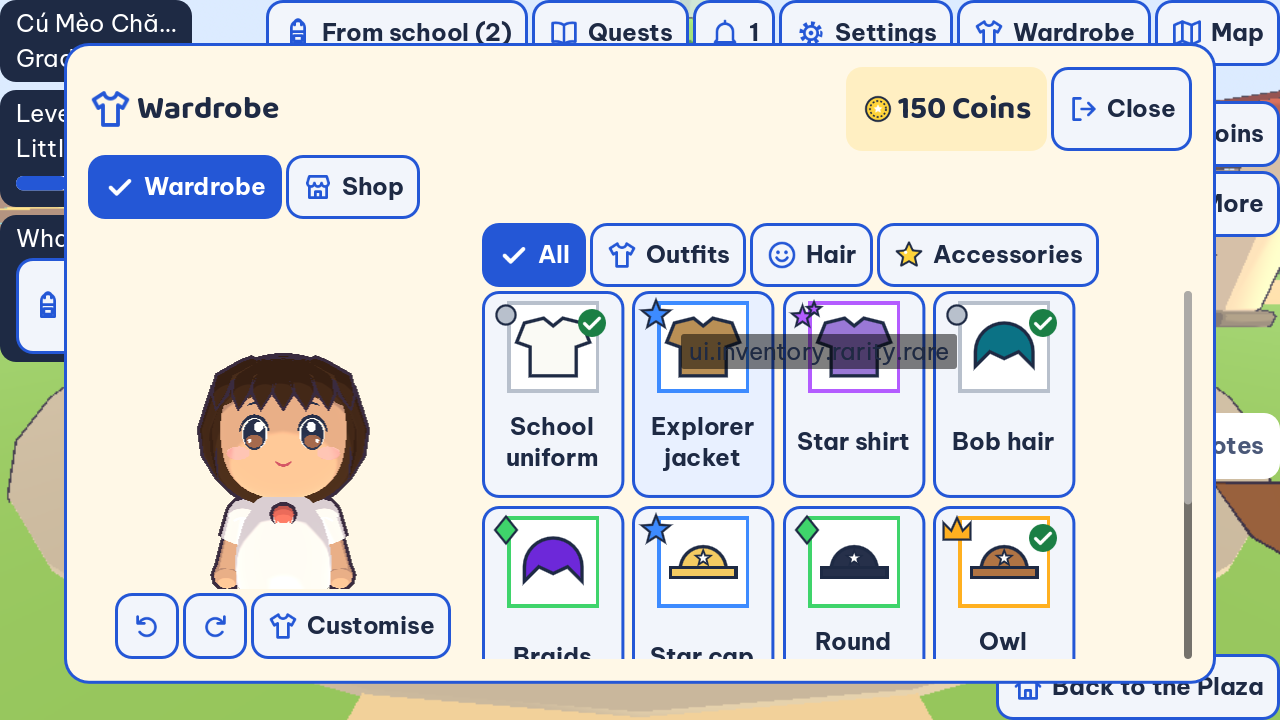 Cú Mèo Chă...
From school (2)
Quests
1
Settings
Wardrobe
Map
Wardrobe
150 Coins
Close
Wardrobe
Shop
All
Outfits
Hair
Accessories
ui.inventory.rarity.rare
School
uniform
Explorer
jacket
Star shirt
Bob hair
Braids
Star cap
Round
Owl
Customise
Back to the Plaza